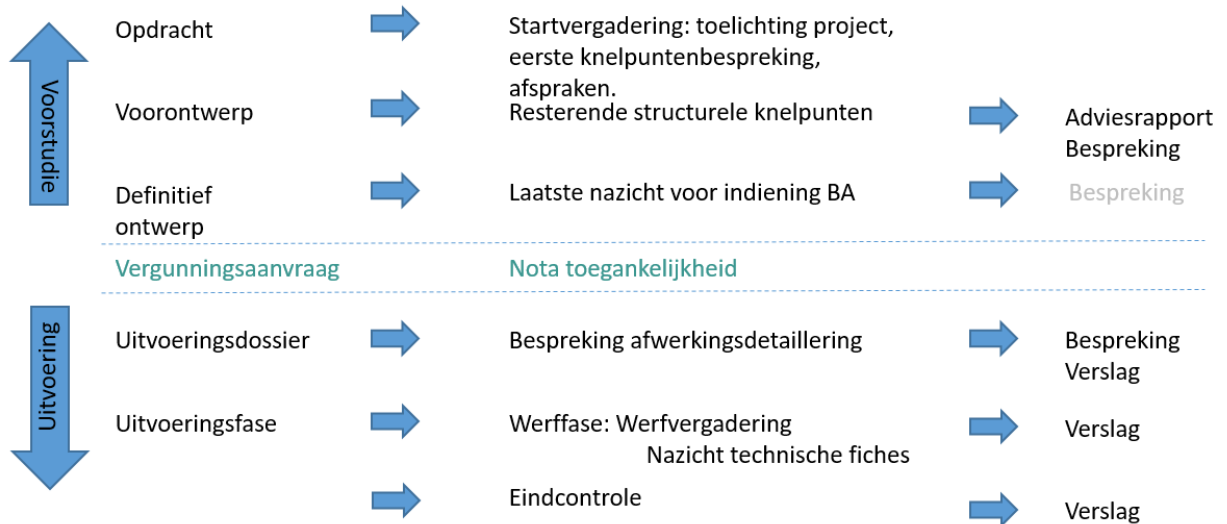 Voorstudie
Opdracht
Startvergadering: toelichting project,
eerste knelpuntenbespreking,
afspraken.
Voorontwerp
Resterende structurele knelpunten
Adviesrapport
Bespreking
Definitief
ontwerp
Laatste nazicht voor indiening BA
Bespreking
Vergunningsaanvraag
Nota toegankelijkheid
Uitvoering
Uitvoeringsdossier
Bespreking afwerkingsdetaillering
Bespreking
Verslag
Uitvoeringsfase
Werffase: Werfvergadering
Nazicht technische fiches
Verslag
Eindcontrole
Verslag